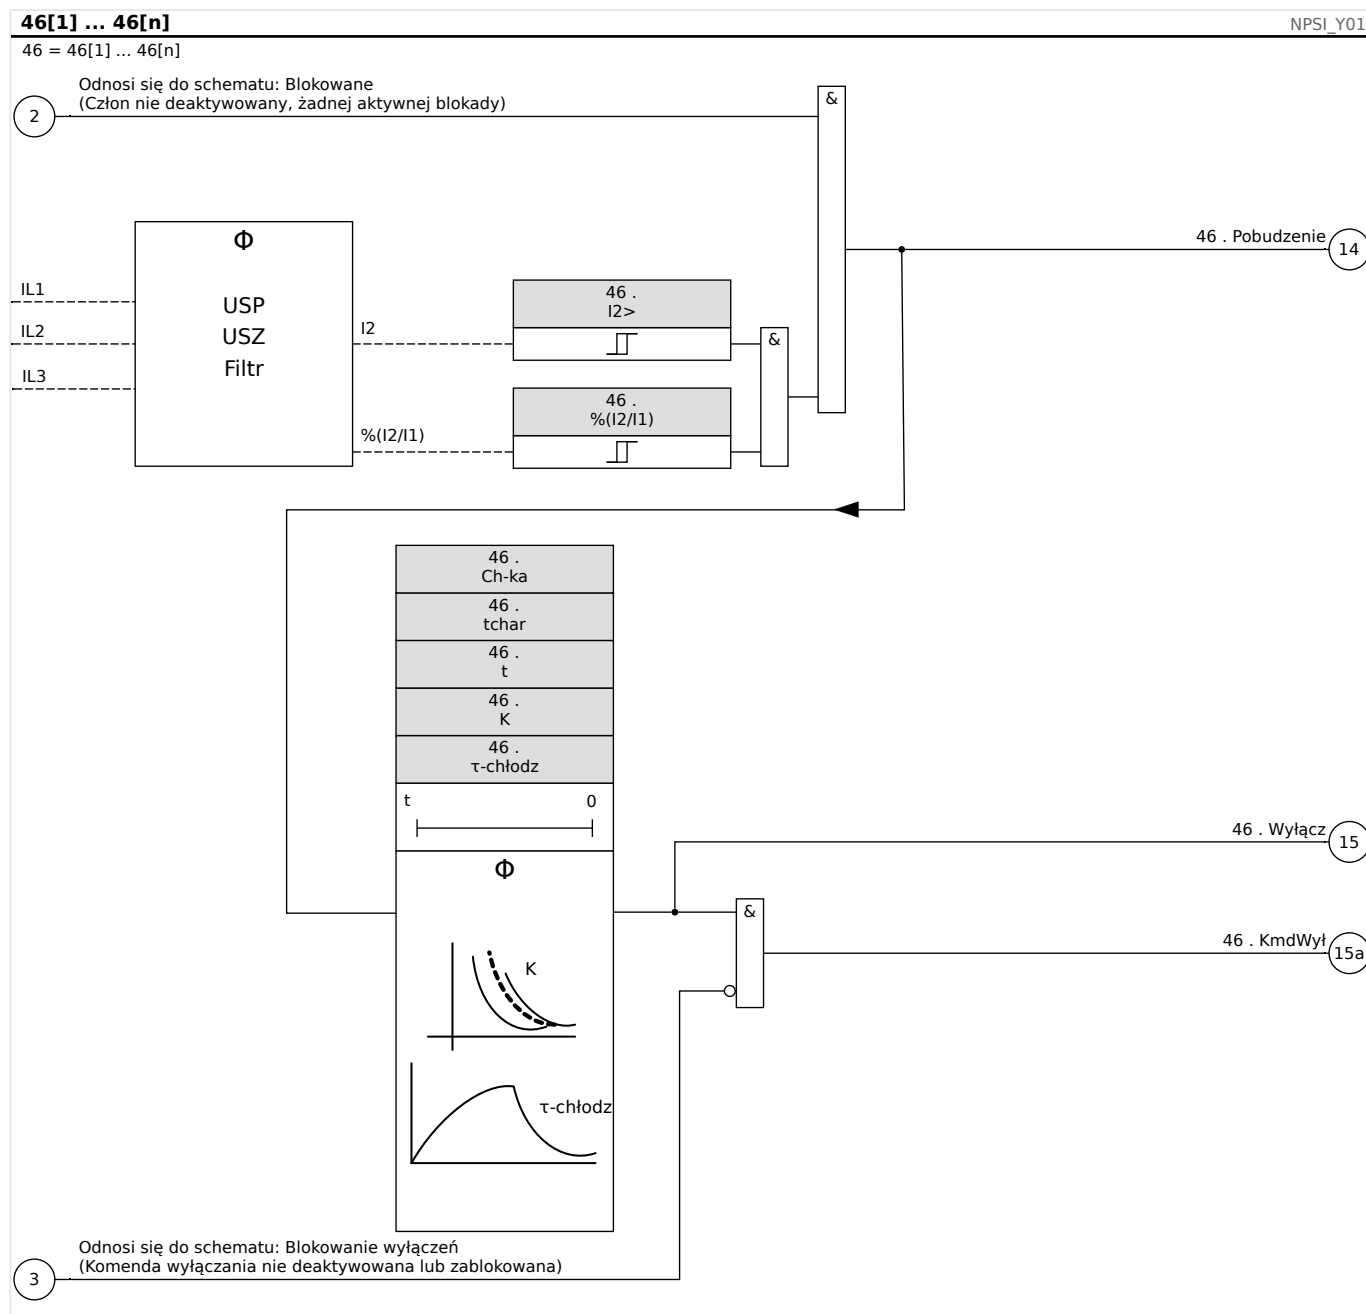 46[1] ... 46[n]
NPSI_Y01
46 = 46[1] ... 46[n]
Odnosi się do schematu: Blokowane
(Człon nie deaktywowany, żadnej aktywnej blokady)
2
&
46 . Pobudzenie
14
Φ
USP
USZ
Filtr
IL1
IL2
IL3
I2
%(I2/I1)
46 .
I2>
46 .
%(I2/I1)
&
46 .
Ch-ka
46 .
tchar
46 .
t
46 .
K
46 .
τ-chłodz
t
0
Φ
K
τ-chłodz
46 . Wyłącz
15
&
46 . KmdWył
15a
Odnosi się do schematu: Blokowanie wyłączeń
(Komenda wyłączania nie deaktywowana lub zablokowana)
3